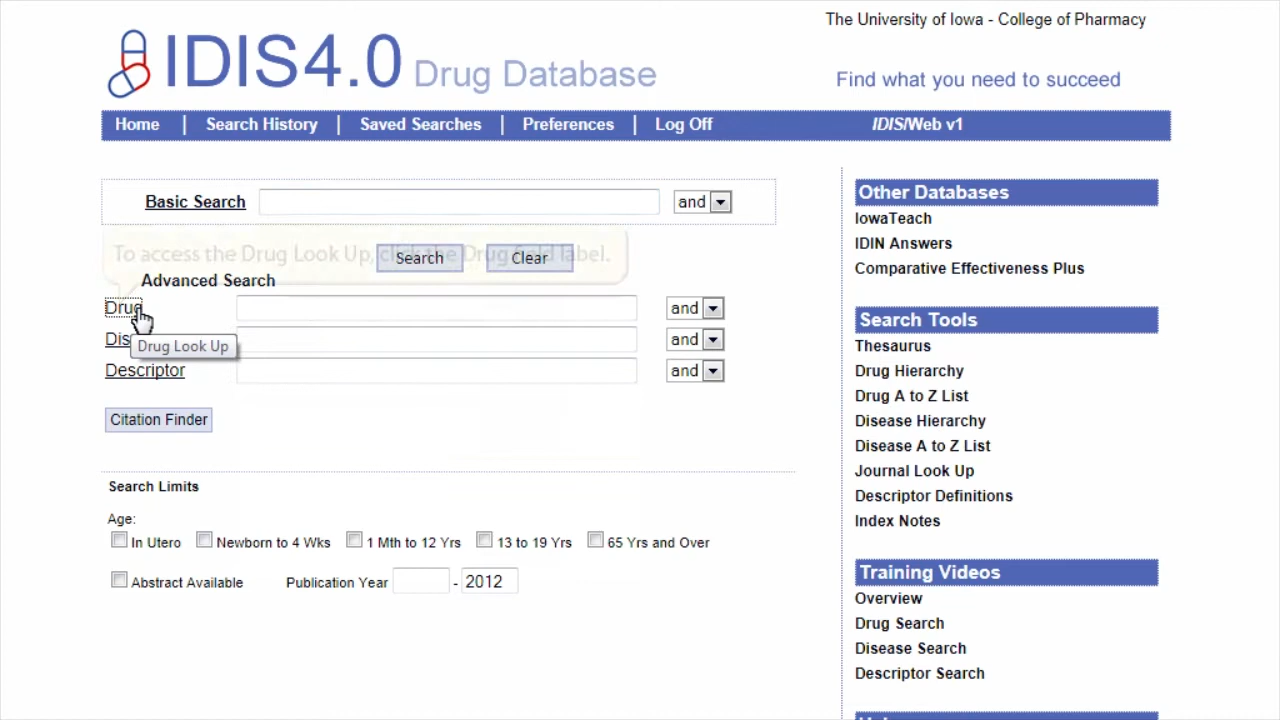 The University of Iowa - College of Pharmacy
IDIS4.0 Drug Database
Find what you need to succeed
Home | Search History | Saved Searches | Preferences | Log Off
IDIS/Web v1
Basic Search and
To access the Drug Look Up, click the Drug field label.
Search Clear
Advanced Search
Drug and
Dis and
Drug Look Up
Descriptor and
Citation Finder
Search Limits
Age:
In Utero Newborn to 4 Wks 1 Mth to 12 Yrs 13 to 19 Yrs 65 Yrs and Over
Abstract Available Publication Year - 2012
Other Databases
IowaTeach
IDIN Answers
Comparative Effectiveness Plus
Search Tools
Thesaurus
Drug Hierarchy
Drug A to Z List
Disease Hierarchy
Disease A to Z List
Journal Look Up
Descriptor Definitions
Index Notes
Training Videos
Overview
Drug Search
Disease Search
Descriptor Search